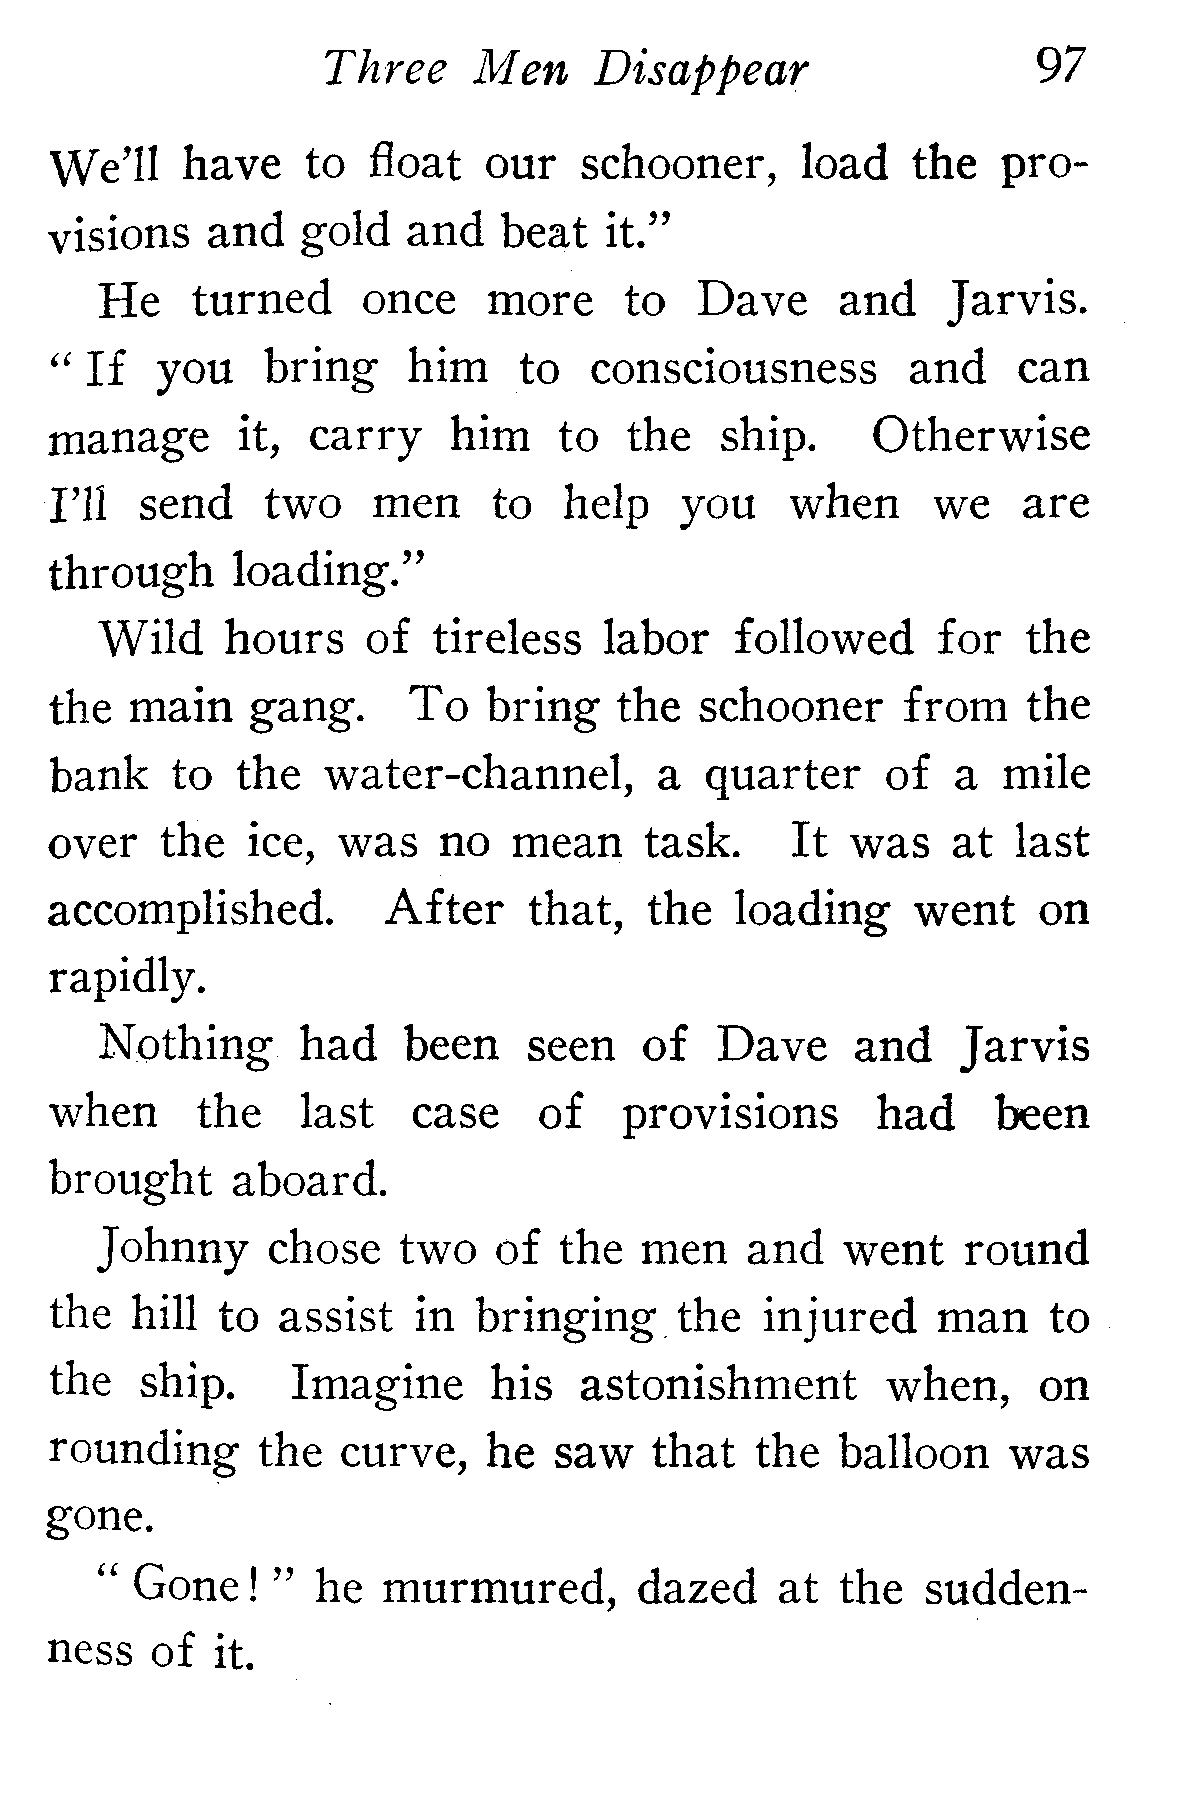 Three Men Disappear 97
We'll have to float our schooner, load the pro-
visions and gold and beat it.”
He turned once more to Dave and Jarvis.
“ If you bring him to consciousness and can
manage it, carry him to the ship. Otherwise
I'll send two men to help you when we are
through loading.”
Wild hours of tireless labor followed for the
the main gang. To bring the schooner from the
bank to the water-channel, a quarter of a mile
over the ice, was no mean task. It was at last
accomplished. After that, the loading went on
rapidly.
Nothing had been seen of Dave and Jarvis
when the last case of provisions had been
brought aboard.
Johnny chose two of the men and went round
the hill to assist in bringing the injured man to
the ship. Imagine his astonishment when, on
rounding the curve, he saw that the balloon was
gone.
“ Gone! ” he murmured, dazed at the sudden-
ness of it.